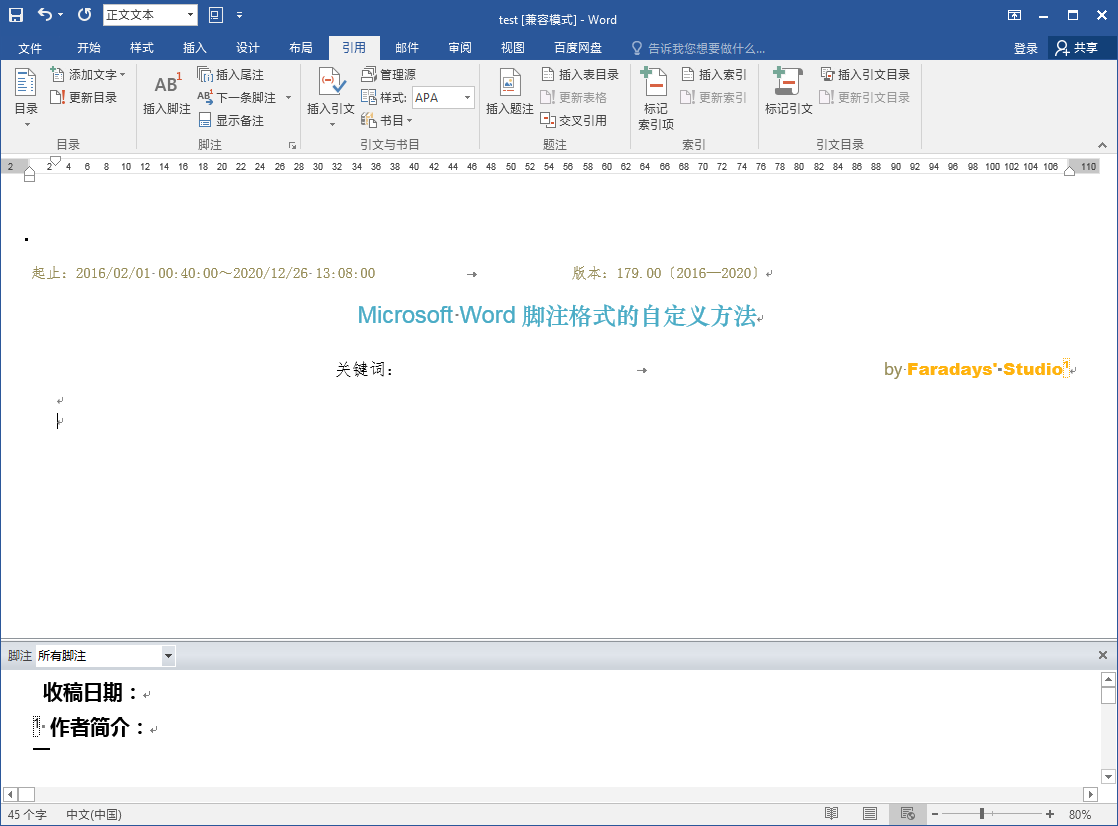 正文文本
test [兼容模式] - Word
文件 开始 样式 插入 设计 布局 引用 邮件 审阅 视图 百度网盘 告诉我您想要做什么... 登录 共享
目录 添加文字 更新目录 目录
AB1 插入脚注 插入尾注 AB1 下一条脚注 显示备注 脚注
插入引文 管理源 样式: APA 书目 引文与书目
插入题注 插入表目录 更新表格 交叉引用 题注
标记索引项 插入索引 更新索引 索引
标记引文 插入引文目录 更新引文目录 引文目录
2 2 4 6 8 10 12 14 16 18 20 22 24 26 28 30 32 34 36 38 40 42 44 46 48 50 52 54 56 58 60 62 64 66 68 70 72 74 76 78 80 82 84 86 88 90 92 94 96 98 100 102 104 106 110
起止：2016/02/01·00:40:00～2020/12/26·13:08:00 → 版本：179.00〔2016—2020〕
Microsoft·Word 脚注格式的自定义方法
关键词： → by·Faradays'·Studio1
脚注 所有脚注
收稿日期：
1·作者简介：
45 个字 中文(中国) 80%